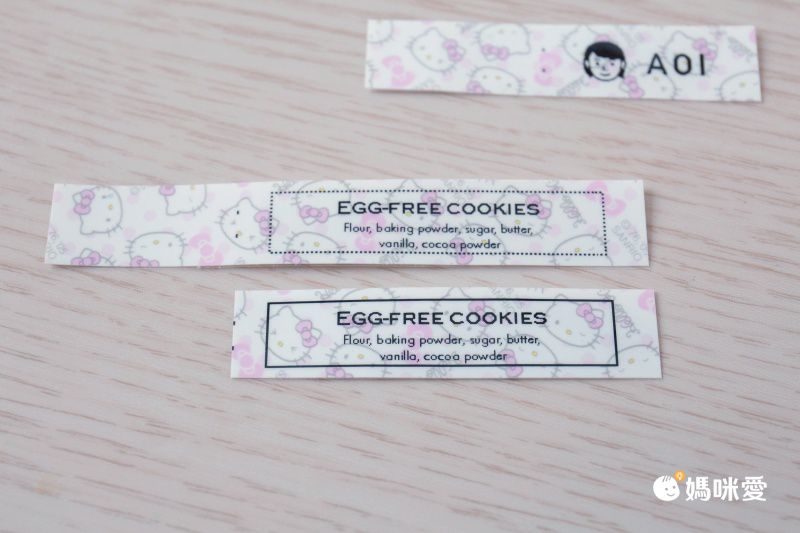 AOI
EGG-FREE COOKIES
Flour, baking powder, sugar, butter,
vanilla, cocoa powder
EGG-FREE COOKIES
Flour, baking powder, sugar, butter,
vanilla, cocoa powder
媽咪愛